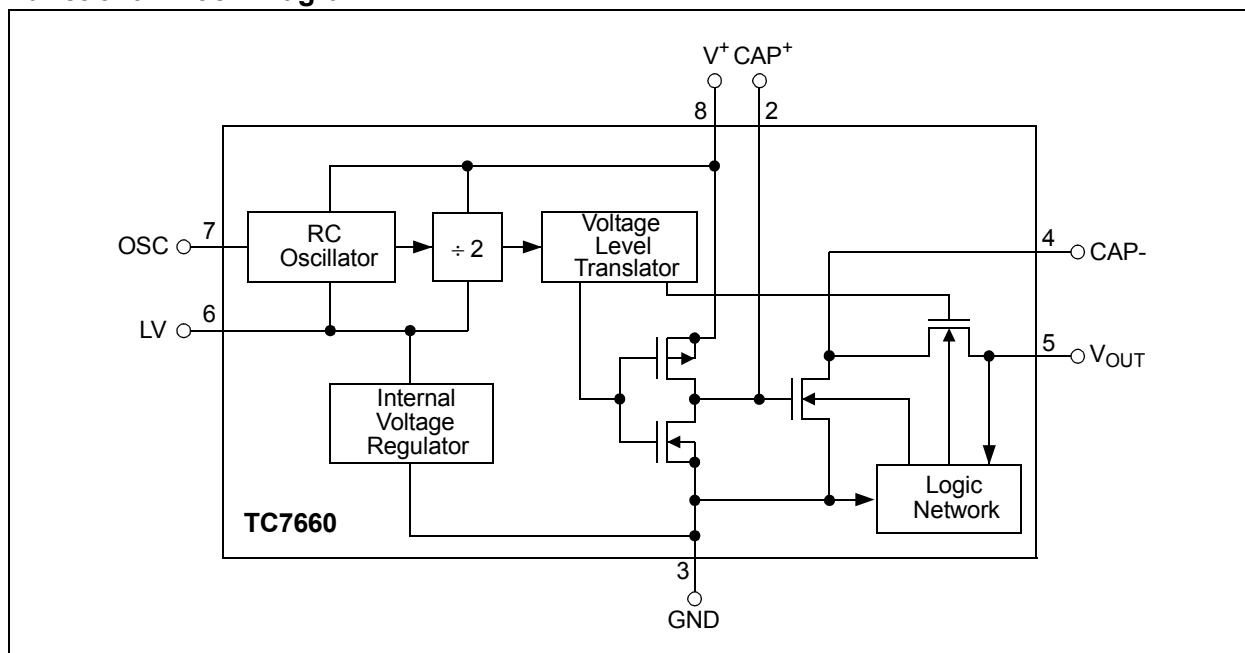 V+ CAP+
8
2
7
OSC
RC
Oscillator
÷ 2
Voltage
Level
Translator
4
CAP-
6
LV
5
VOUT
Internal
Voltage
Regulator
Logic
Network
TC7660
3
GND